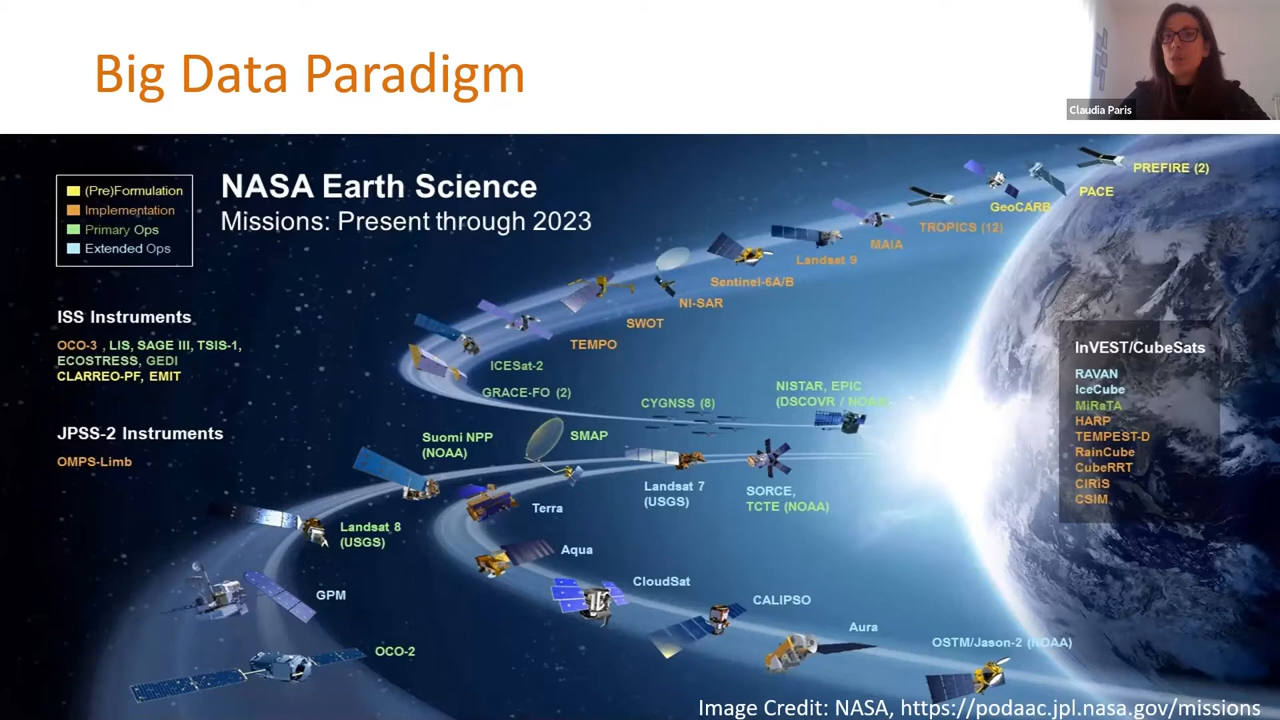 Big Data Paradigm
Claudia Paris
(Pre)Formulation
Implementation
Primary Ops
Extended Ops
NASA Earth Science
Missions: Present through 2023
ISS Instruments
OCO-3 , LIS, SAGE III, TSIS-1,
ECOSTRESS, GEDI
CLARREO-PF, EMIT
JPSS-2 Instruments
OMPS-Limb
PREFIRE (2)
PACE
GeoCARB
TROPICS (12)
MAIA
Landsat 9
Sentinel-6A/B
NI-SAR
SWOT
TEMPO
ICESat-2
GRACE-FO (2)
CYGNSS (8)
NISTAR, EPIC
(DSCOVR / NOAA)
InVEST/CubeSats
RAVAN
IceCube
MiRaTA
HARP
TEMPEST-D
RainCube
CubeRRT
CIRiS
CSIM
Suomi NPP
(NOAA)
SMAP
Landsat 7
(USGS)
SORCE,
TCTE (NOAA)
Terra
Landsat 8
(USGS)
Aqua
CloudSat
GPM
CALIPSO
Aura
OCO-2
OSTM/Jason-2 (NOAA)
Image Credit: NASA, https://podaac.jpl.nasa.gov/missions